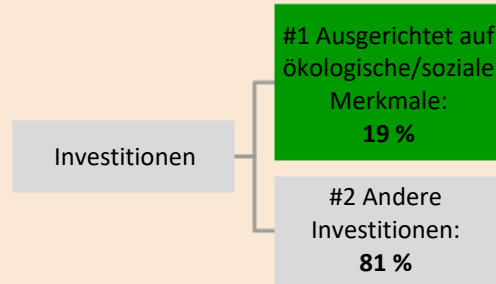 #1 Ausgerichtet auf
ökologische/soziale
Merkmale:
19 %
Investitionen
#2 Andere
Investitionen:
81 %